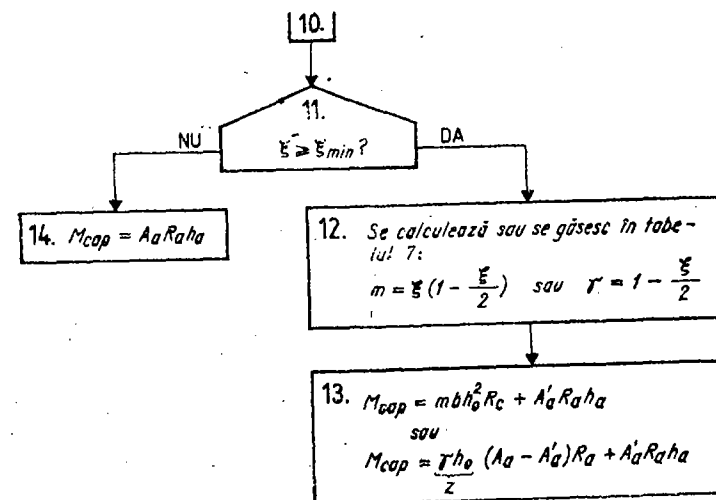 10.
11.
ξ ⩾ ξmin ?
NU
DA
14. Mcap = AaRaha
12. Se calculează sau se găsesc în tabe-
lul 7:
m = ξ (1 - ξ/2) sau γ = 1 - ξ/2
13. Mcap = mbh₀²Rc + A'aRaha
sau
Mcap = γh₀ (Aa - A'a)Ra + A'aRaha
z